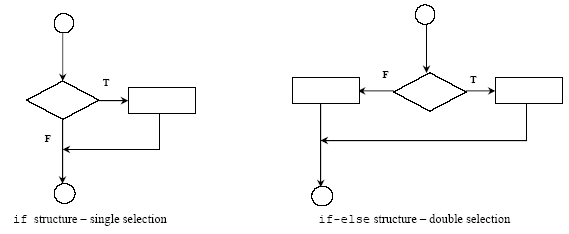 T
F
if structure – single selection
F
T
if-else structure – double selection